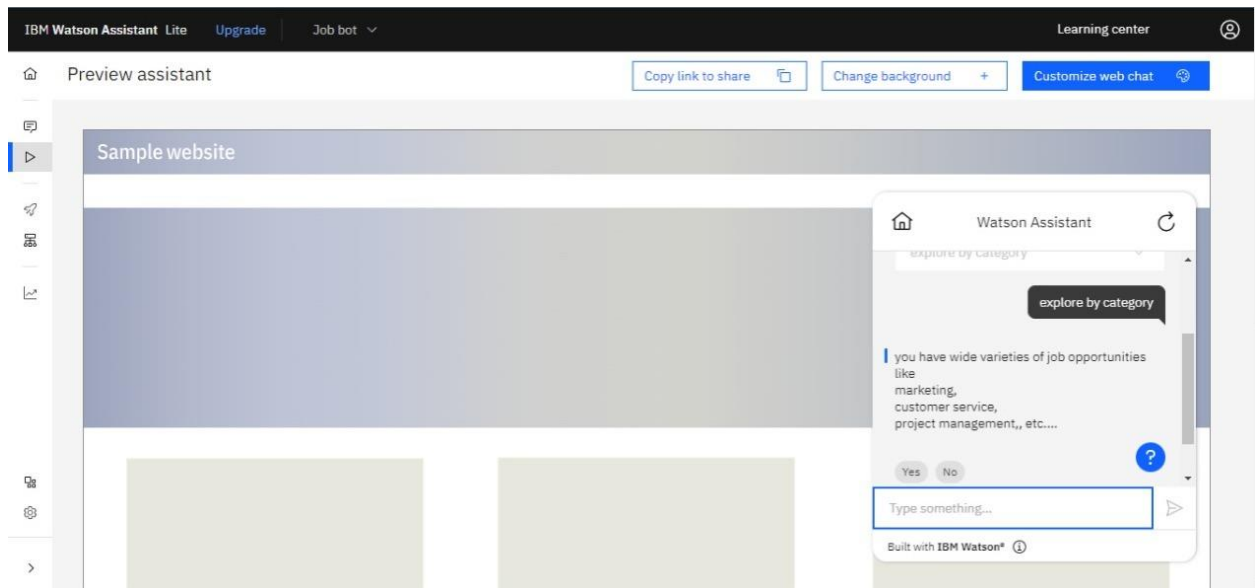 IBM Watson Assistant Lite Upgrade Job bot Learning center
Preview assistant Copy link to share Change background + Customize web chat
Sample website
Watson Assistant
explore by category
explore by category
you have wide varieties of job opportunities
like
marketing,
customer service,
project management,, etc....
?
Yes No
Type something...
Built with IBM Watson®